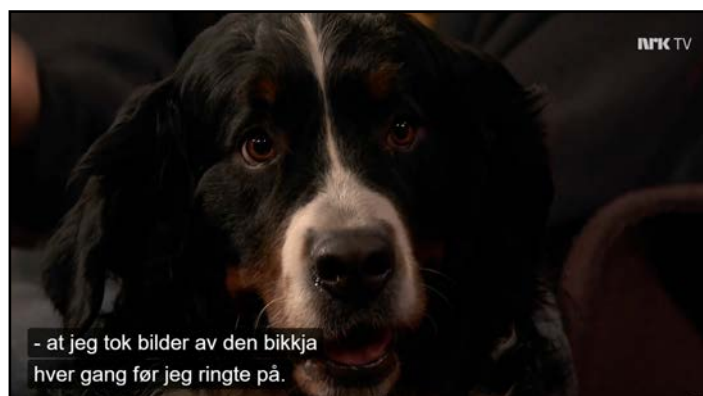 NRK TV
- at jeg tok bilder av den bikkja
hver gang før jeg ringte på.